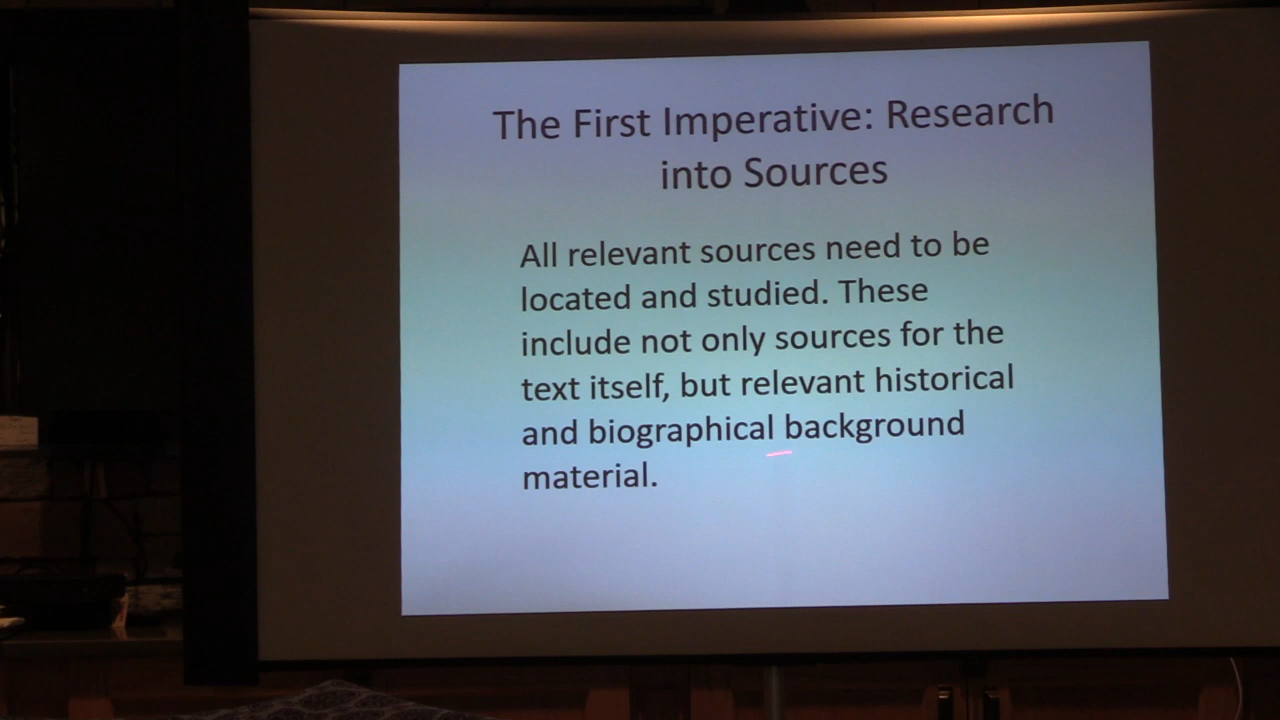 The First Imperative: Research
into Sources
All relevant sources need to be
located and studied. These
include not only sources for the
text itself, but relevant historical
and biographical background
material.